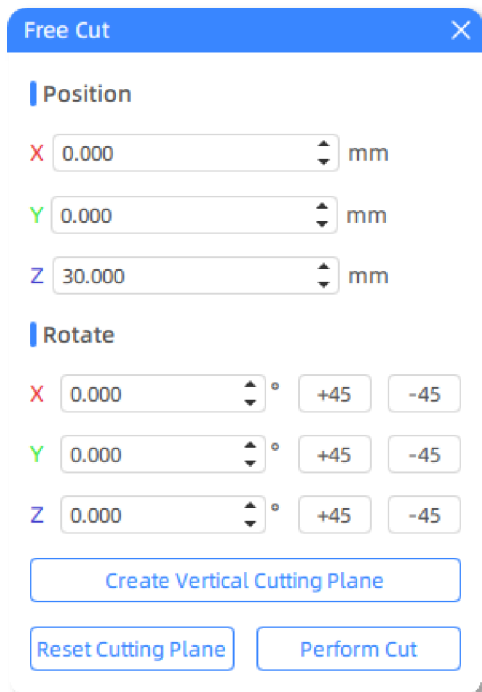 Free Cut
Position
X 0.000 mm
Y 0.000 mm
Z 30.000 mm
Rotate
X 0.000 ° +45 -45
Y 0.000 ° +45 -45
Z 0.000 ° +45 -45
Create Vertical Cutting Plane
Reset Cutting Plane Perform Cut